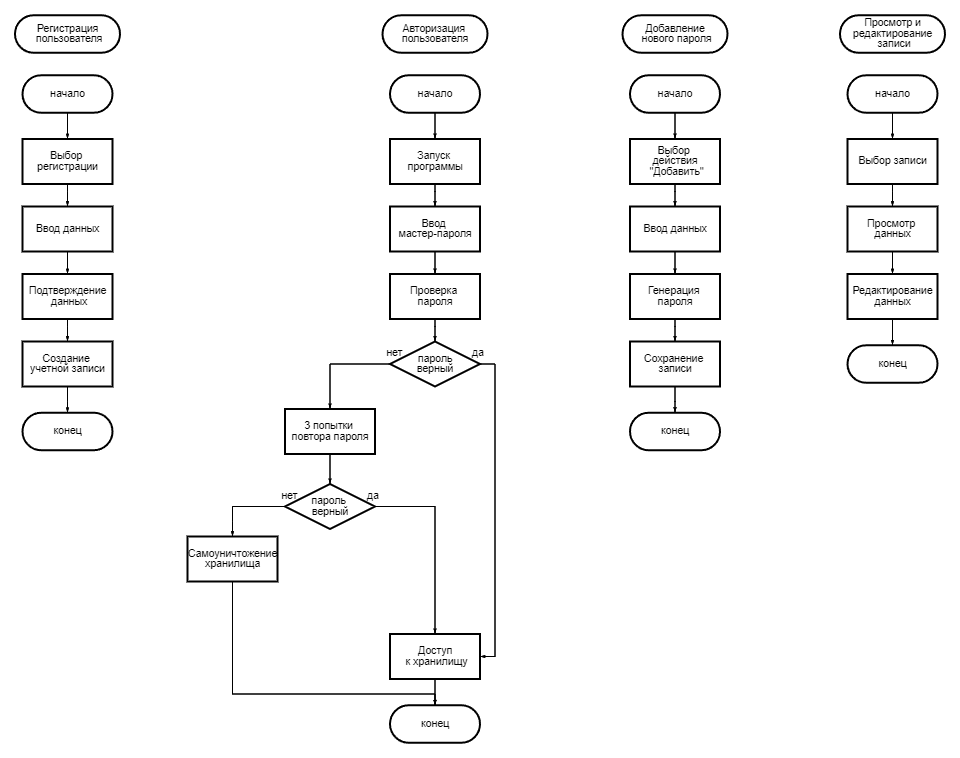 Регистрация
пользователя
начало
Выбор
регистрации
Ввод данных
Подтверждение
данных
Создание
учетной записи
конец
Авторизация
пользователя
начало
Запуск
программы
Ввод
мастер-пароля
Проверка
пароля
нет
пароль
верный
да
3 попытки
повтора пароля
нет
пароль
верный
да
Самоуничтожение
хранилища
Доступ
к хранилищу
конец
Добавление
нового пароля
начало
Выбор
действия
"Добавить"
Ввод данных
Генерация
пароля
Сохранение
записи
конец
Просмотр и
редактирование
записи
начало
Выбор записи
Просмотр
данных
Редактирование
данных
конец